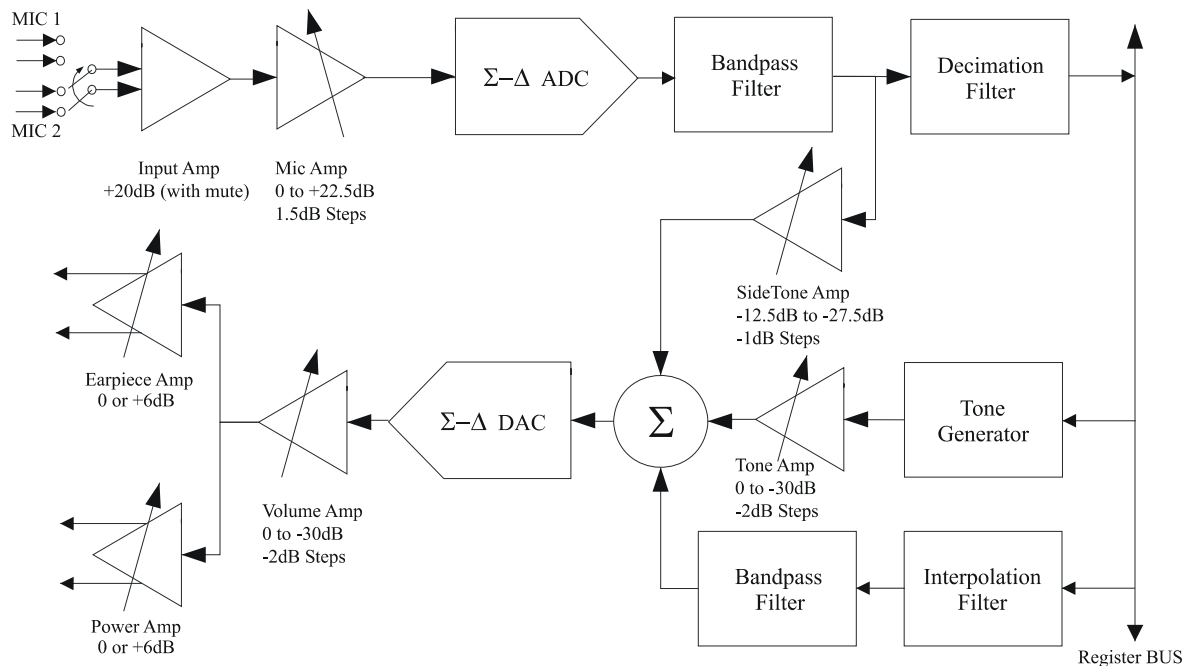 MIC 1
MIC 2
Input Amp
+20dB (with mute)
Mic Amp
0 to +22.5dB
1.5dB Steps
Σ–Δ ADC
Bandpass
Filter
Decimation
Filter
SideTone Amp
-12.5dB to -27.5dB
-1dB Steps
Earpiece Amp
0 or +6dB
Volume Amp
0 to -30dB
-2dB Steps
Σ–Δ DAC
Σ
Tone Amp
0 to -30dB
-2dB Steps
Tone
Generator
Power Amp
0 or +6dB
Bandpass
Filter
Interpolation
Filter
Register BUS